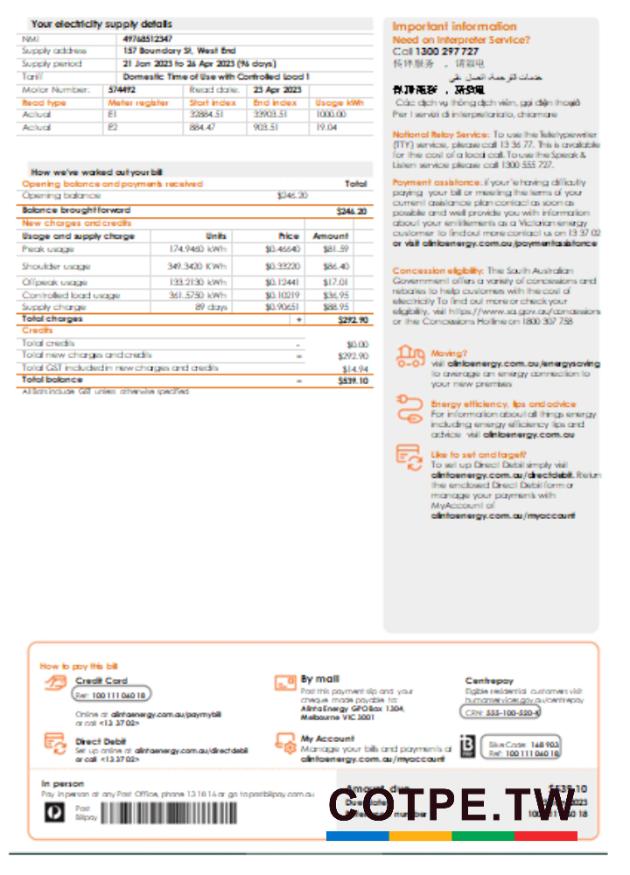 Your electricity supply details
NMI 49768512347
Supply address 157 Boundary St, West End
Supply period 21 Jan 2023 to 26 Apr 2023 (96 days)
Tariff Domestic Time of Use with Controlled Load 1
Motor Number: 574492 Read date: 23 Apr 2023
Read type Meter register Start index End index Usage kWh
Actual E1 32884.51 33903.51 1000.00
Actual E2 884.47 903.51 19.04
How we've worked out your bill
Opening balance and payments received Total
Opening balance $246.20
Balance brought forward $246.20
New charges and credits
Usage and supply charge Units Price Amount
Peak usage 174.9460 kWh $0.46640 $81.59
Shoulder usage 349.3420 KWh $0.33220 $86.40
Offpeak usage 133.2130 kWh $0.12441 $17.01
Controlled load usage 361.5750 kWh $0.10219 $36.95
Supply charge 89 days $0.90651 $88.95
Total charges + $292.90
Credits
Total credits - $0.00
Total new charges and credits = $292.90
Total GST included in new charges and credits $14.94
Total balance = $539.10
All Bats include GST unless otherwise specified
Important information
Need on Interpreter Service?
Call 1300 297 727
خدمات الترجمة، اتصل على
Các dịch vụ thông dịch viên, gọi điện thoại
Per I servizi di interpretariato, chiamare
National Relay Service: To use the Teletypewriter
(TTY) service, please call 13 36 77. This is available
for the cost of a local call. To use the Speak &
Listen service, please call 1300 555 727.
Payment assistance: if you're having difficulty
paying your bill or meeting the terms of your
current assistance plan contact us soon as
possible and well provide you with information
about your entitlements as a Victorian energy
customer to find out more contact us on 13 37 02
or visit alintaenergy.com.au/paymentassistance
Concession eligibility: The South Australian
Government offers a variety of concessions and
rebates to help customers with the cost of
electricity To find out more or check your
eligibility, visit https://www.sa.gov.au/concessions
or the Concessions Hotline on 1800 307 758
Moving?
visit alintaenergy.com.au/energysaving
to average an energy connection to
your new premises
Energy efficiency, tips and advice
For information about all things energy
including energy efficiency tips and
advice visit alintaenergy.com.au
Like to set and target?
To set up Direct Debit simply visit
alintaenergy.com.au/directdebit. Return
the enclosed Direct Debit form or
manage your payments with
MyAccount at
alintaenergy.com.au/myaccount
How to pay this bill
Credit Card
Ref: 100 111 060 18
Online at alintaenergy.com.au/paymybill
or call <13 37 02>
Direct Debit
Set up online at alintaenergy.com.au/directdebit
or call <13 37 02>
By mail
Post this payment slip and your
cheque made payable to:
Alinta Energy GPO Box 1304,
Melbourne VIC 3001
My Account
Manage your bills and payments at
alintaenergy.com.au/myaccount
Centrepay
Eligible residential customers visit
humanservices.gov.au/centrepay
CRN: 555-100-520-K
Biller Code: 168 903
Ref: 100 111 060 18
In person
Pay in person at any Post Office, phone 13 18 16 or go to postbillpay.com.au
Post
Billpay
Amount due $539.10
COTPE.TW